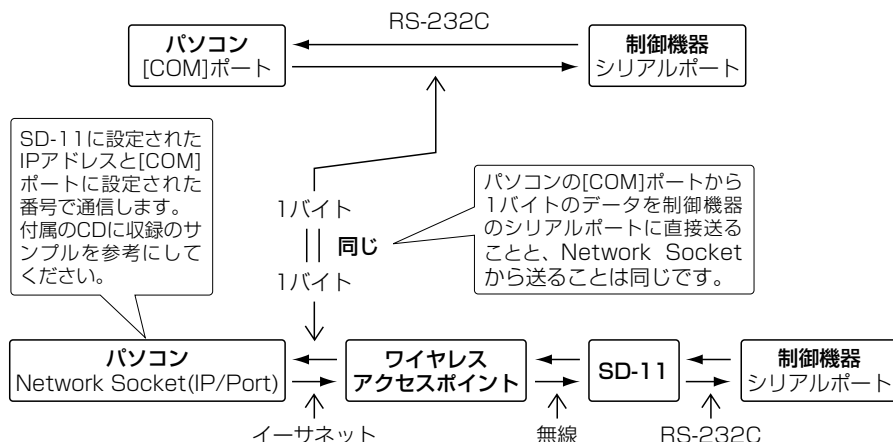 RS-232C
パソコン
[COM]ポート
制御機器
シリアルポート
SD-11に設定された
IPアドレスと[COM]
ポートに設定された
番号で通信します。
付属のCDに収録のサ
ンプルを参考にして
ください。
1バイト
同じ
1バイト
パソコンの[COM]ポートから
1バイトのデータを制御機器
のシリアルポートに直接送る
ことと、Network Socket
から送ることは同じです。
パソコン
Network Socket(IP/Port)
ワイヤレス
アクセスポイント
SD-11
制御機器
シリアルポート
イーサネット
無線
RS-232C